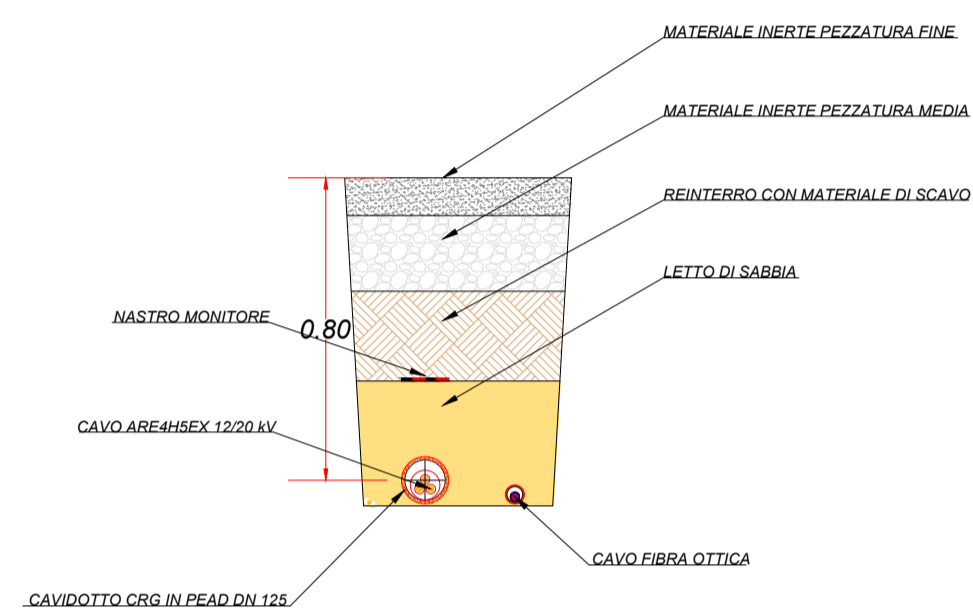 MATERIALE INERTE PEZZATURA FINE
MATERIALE INERTE PEZZATURA MEDIA
REINTERRO CON MATERIALE DI SCAVO
LETTO DI SABBIA
NASTRO MONITORE
0.80
CAVO ARE4H5EX 12/20 kV
CAVO FIBRA OTTICA
CAVIDOTTO CRG IN PEAD DN 125